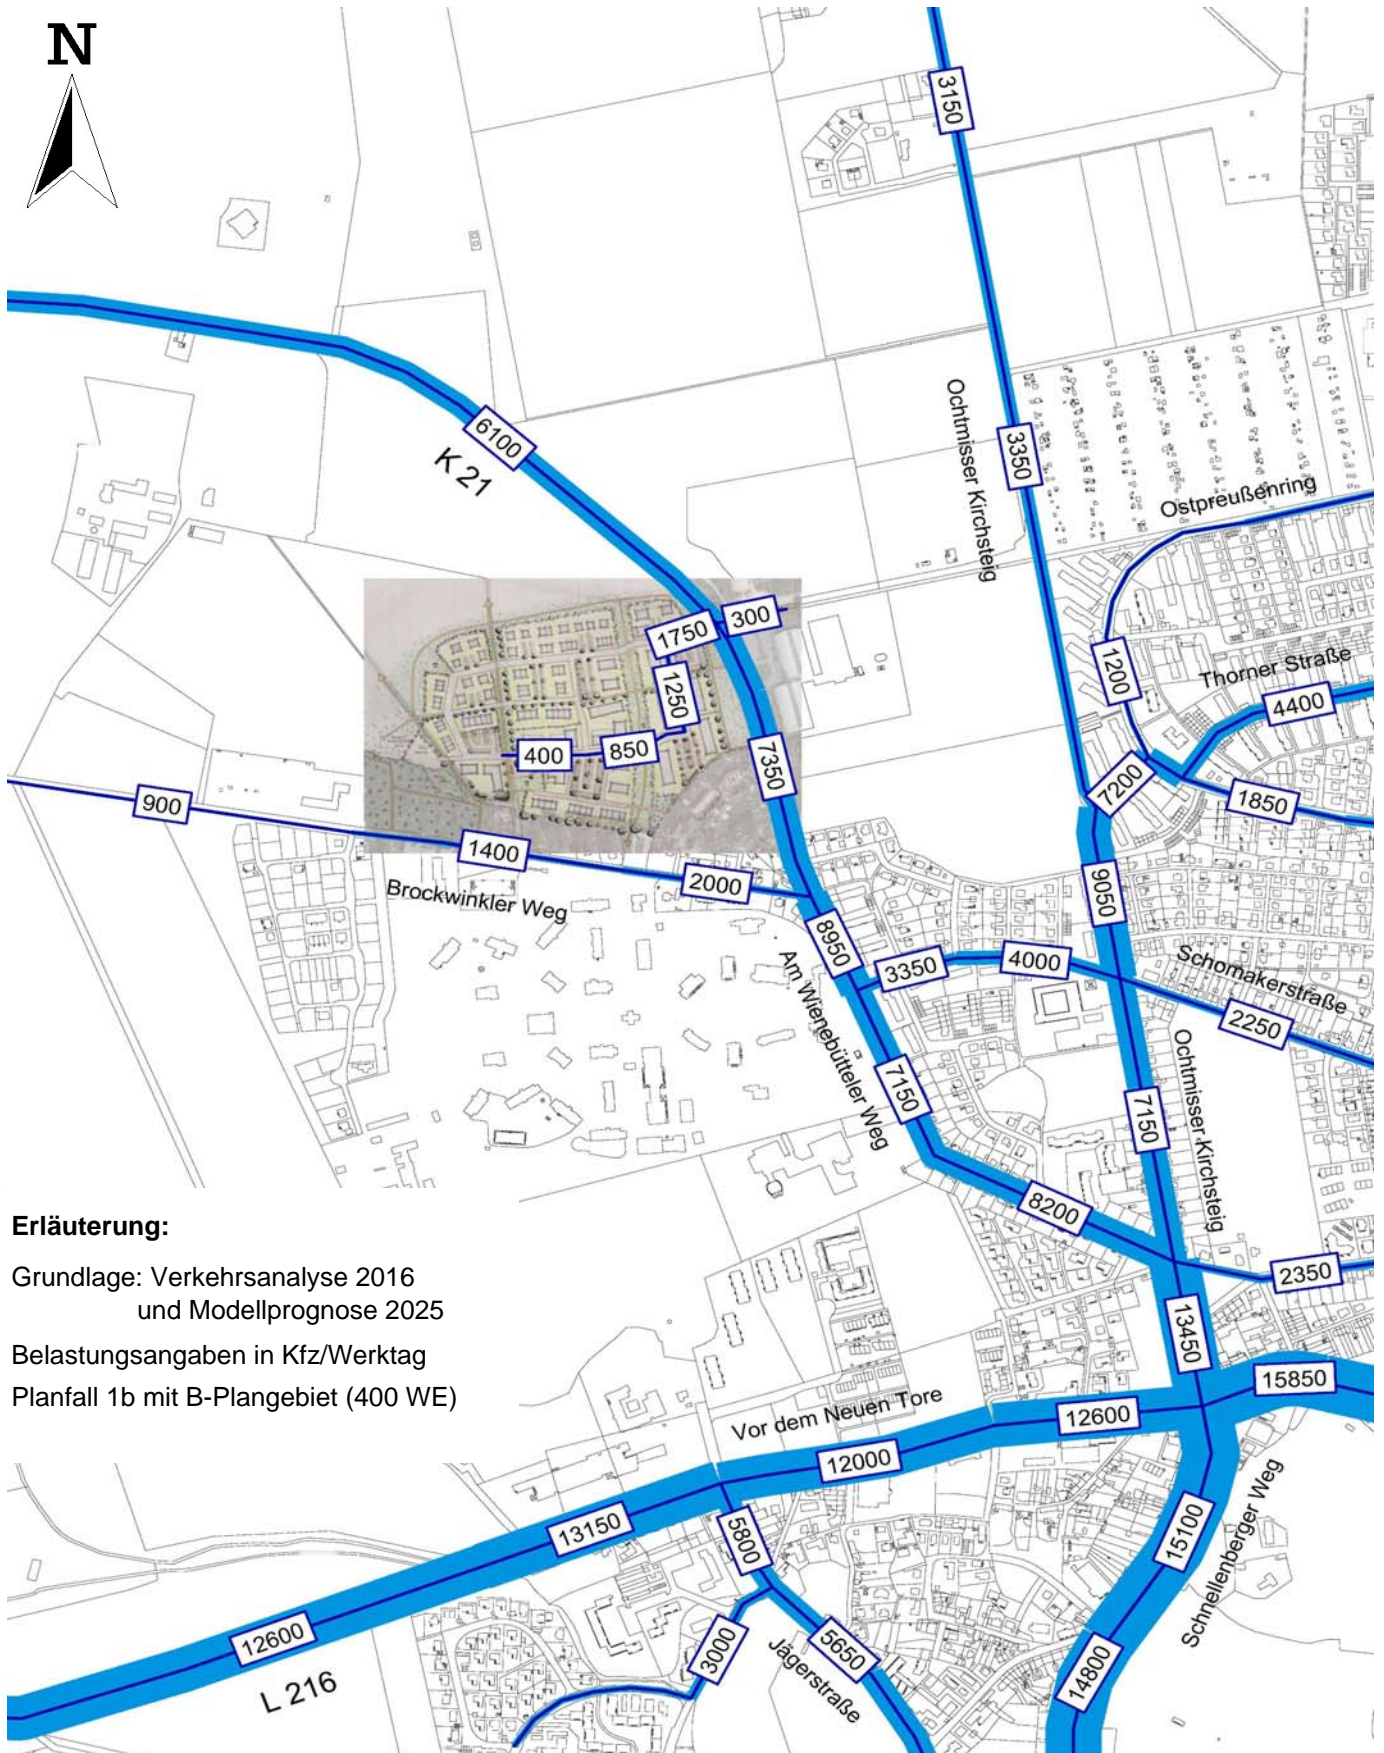 N
3150
6100
K 21
Ochtmisser Kirchsteig
3350
Ostpreußenring
1750
300
1250
1200
Thorner Straße
4400
400
850
7350
7200
1850
900
1400
2000
Brockwinkler Weg
9050
8950
3350
4000
Schomakerstraße
2250
Am Wienebütteler Weg
7150
7150
Ochtmisser Kirchsteig
8200
2350
Erläuterung:
Grundlage: Verkehrsanalyse 2016
und Modellprognose 2025
Belastungsangaben in Kfz/Werktag
Planfall 1b mit B-Plangebiet (400 WE)
13450
15850
Vor dem Neuen Tore
12600
12000
13150
5800
15100
Schnellenberger Weg
12600
L 216
3000
5650
Jägerstraße
14800